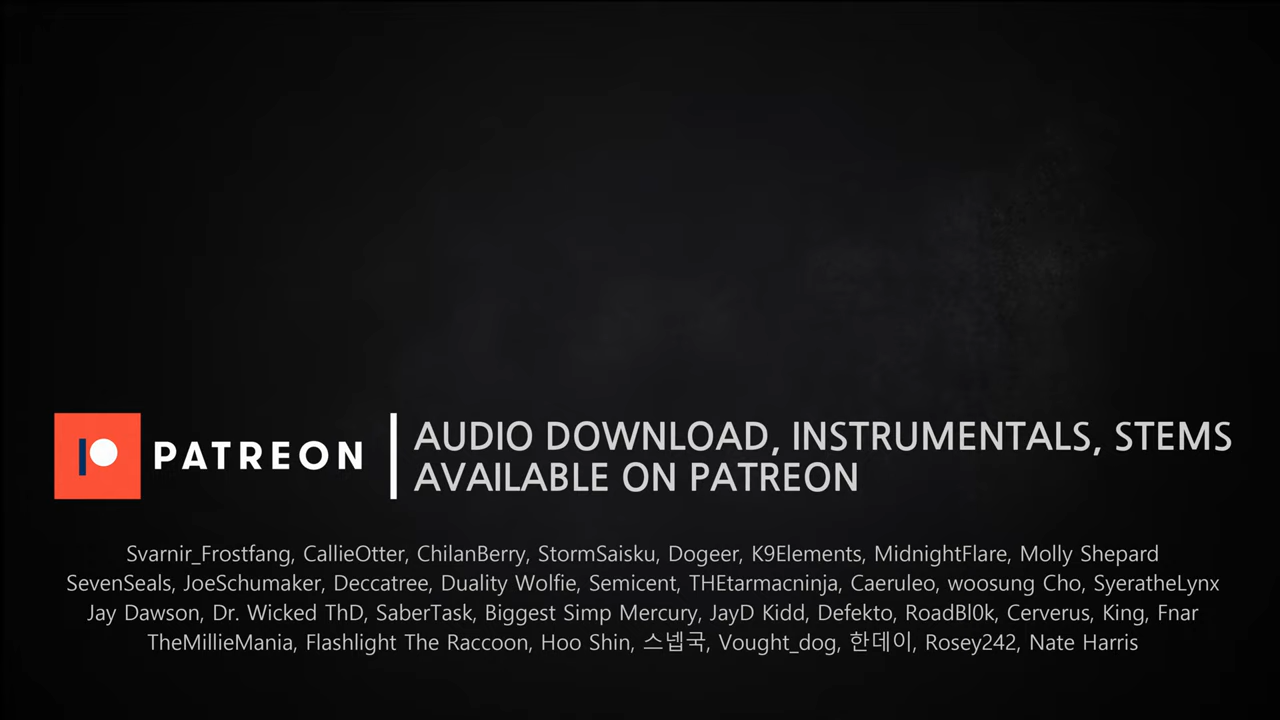 PATREON
AUDIO DOWNLOAD, INSTRUMENTALS, STEMS
AVAILABLE ON PATREON
Svarnir_Frostfang, CallieOtter, ChilanBerry, StormSaisku, Dogeer, K9Elements, MidnightFlare, Molly Shepard
SevenSeals, JoeSchumaker, Deccatree, Duality Wolfie, Semicent, THEtarmacninja, Caeruleo, woosung Cho, SyeratheLynx
Jay Dawson, Dr. Wicked ThD, SaberTask, Biggest Simp Mercury, JayD Kidd, Defekto, RoadBl0k, Cerverus, King, Fnar
TheMillieMania, Flashlight The Raccoon, Hoo Shin, 스넵국, Vought_dog, 한데이, Rosey242, Nate Harris